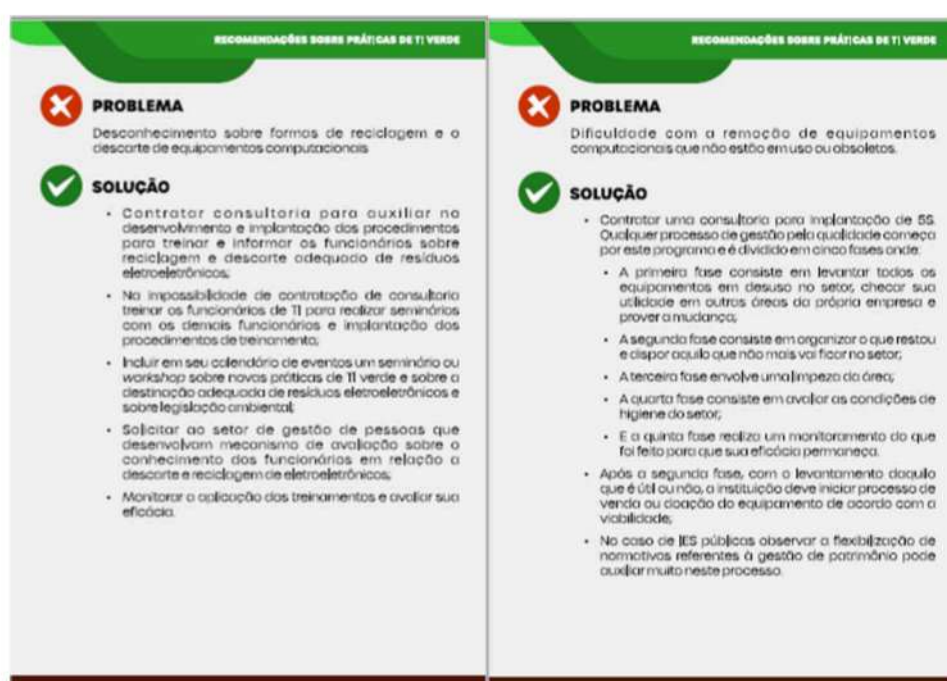 RECOMENDAÇÕES SOBRE PRÁTICAS DE TI VERDE
PROBLEMA
Desconhecimento sobre formas de reciclagem e o
descarte de equipamentos computacionais
SOLUÇÃO
• Contratar consultoria para auxiliar no
desenvolvimento e implantação dos procedimentos
para treinar e informar os funcionários sobre
reciclagem e descarte adequado de resíduos
eletroeletrônicos;
• Na impossibilidade de contratação de consultoria
treinar os funcionários de TI para realizar seminários
com os demais funcionários e implantação dos
procedimentos de treinamento;
• Incluir em seu calendário de eventos um seminário ou
workshop sobre novas práticas de TI verde e sobre a
destinação adequada de resíduos eletroeletrônicos e
sobre legislação ambiental;
• Solicitar ao setor de gestão de pessoas que
desenvolvam mecanismo de avaliação sobre o
conhecimento dos funcionários em relação a
descarte e reciclagem de eletroeletrônicos;
• Monitorar a aplicação dos treinamentos e avaliar sua
eficácia.
RECOMENDAÇÕES SOBRE PRÁTICAS DE TI VERDE
PROBLEMA
Dificuldade com a remoção de equipamentos
computacionais que não estão em uso ou obsoletos.
SOLUÇÃO
• Contratar uma consultoria para implantação de 5S.
Qualquer processo de gestão pela qualidade começa
por este programa e é dividido em cinco fases onde:
• A primeira fase consiste em levantar todos os
equipamentos em desuso no setor, checar sua
utilidade em outras áreas da própria empresa e
prover a mudança;
• A segunda fase consiste em organizar o que restou
e dispor aquilo que não mais vai ficar no setor;
• A terceira fase envolve uma limpeza da área;
• A quarta fase consiste em avaliar as condições de
higiene do setor;
• E a quinta fase realiza um monitoramento do que
foi feito para que sua eficácia permaneça.
• Após a segunda fase, com o levantamento daquilo
que é útil ou não, a instituição deve iniciar processo de
venda ou doação do equipamento de acordo com a
viabilidade;
• No caso de IES públicas observar a flexibilização de
normativos referentes à gestão de patrimônio pode
auxiliar muito neste processo.